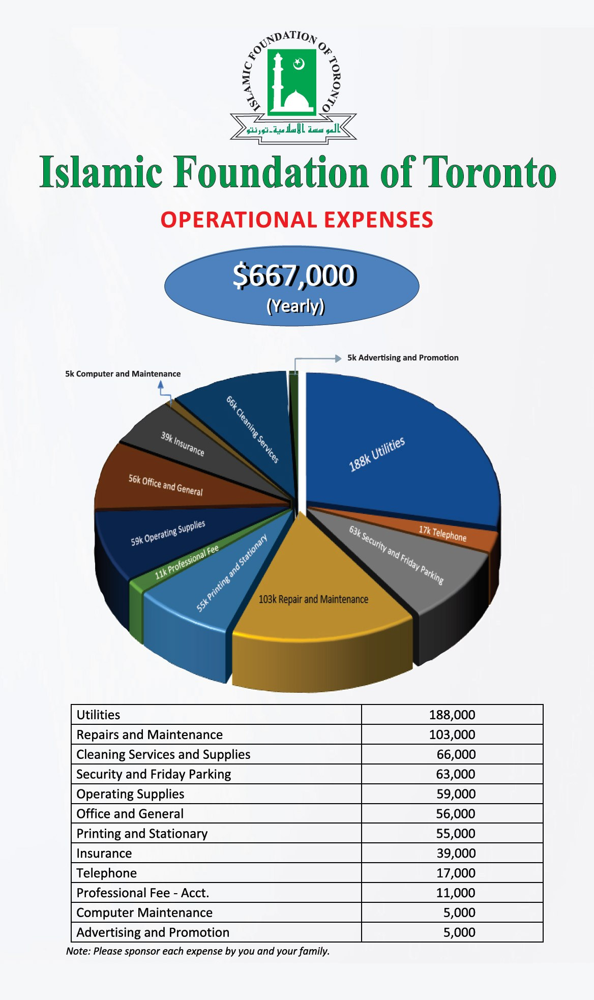 ISLAMIC FOUNDATION OF TORONTO
الموسسة الاسلامية-تورنتو
Islamic Foundation of Toronto
OPERATIONAL EXPENSES
$667,000
(Yearly)
5k Advertising and Promotion
5k Computer and Maintenance
66k Cleaning Services
188k Utilities
39k Insurance
56k Office and General
17k Telephone
59k Operating Supplies
63k Security and Friday Parking
11k Professional Fee
55k Printing and Stationary
103k Repair and Maintenance
Utilities 188,000
Repairs and Maintenance 103,000
Cleaning Services and Supplies 66,000
Security and Friday Parking 63,000
Operating Supplies 59,000
Office and General 56,000
Printing and Stationary 55,000
Insurance 39,000
Telephone 17,000
Professional Fee - Acct. 11,000
Computer Maintenance 5,000
Advertising and Promotion 5,000
Note: Please sponsor each expense by you and your family.